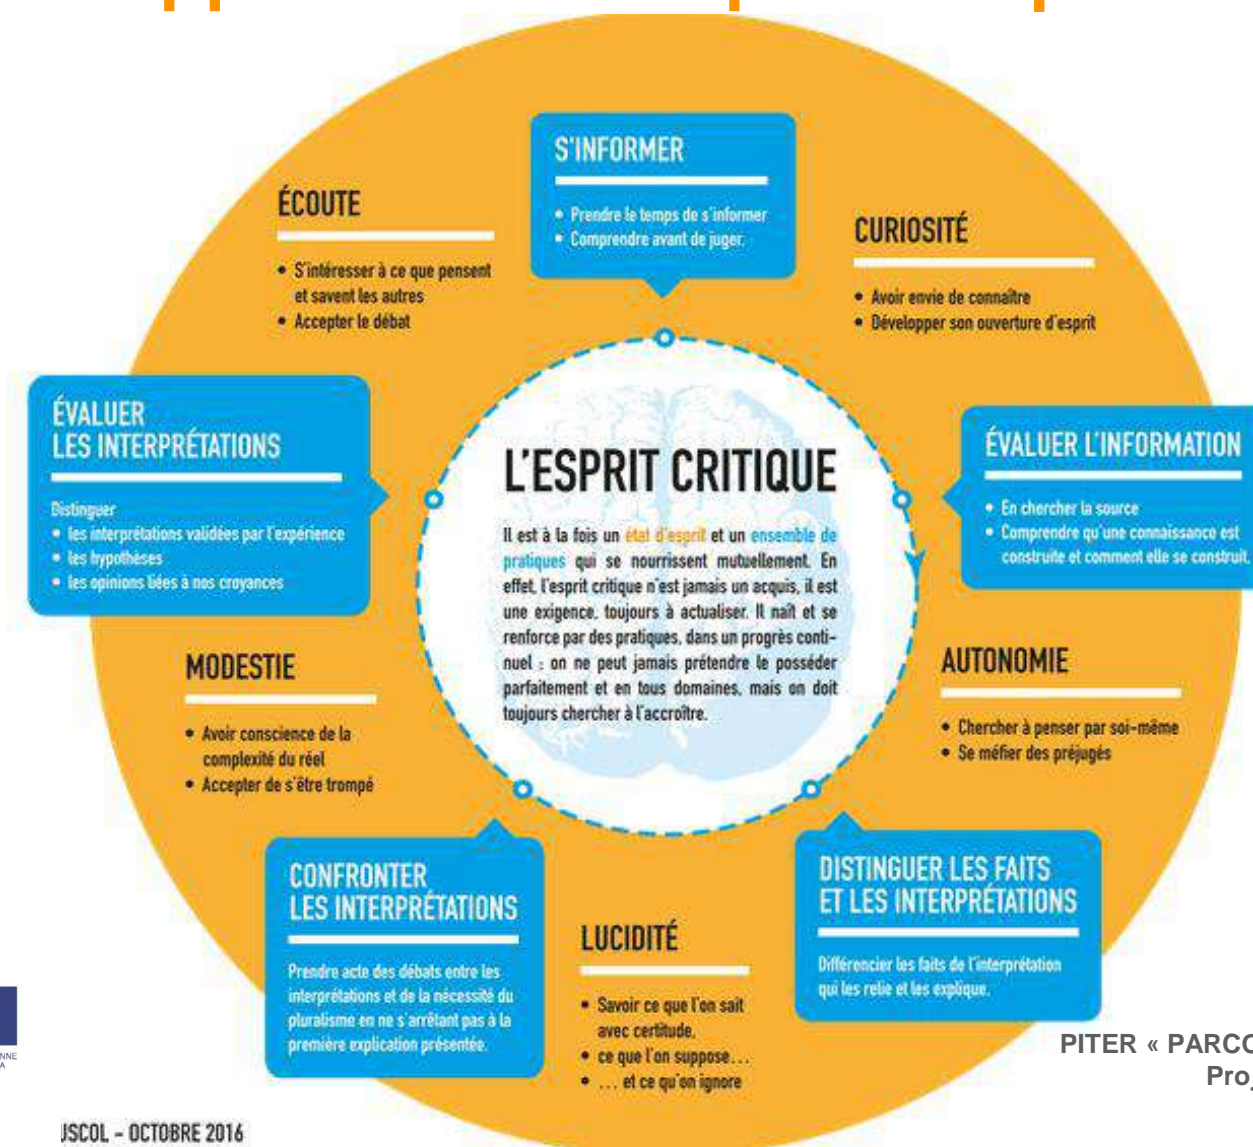 S'INFORMER
• Prendre le temps de s'informer
• Comprendre avant de juger.
ÉCOUTE
• S'intéresser à ce que pensent
et savent les autres
• Accepter le débat
CURIOSITÉ
• Avoir envie de connaître
• Développer son ouverture d'esprit
ÉVALUER
LES INTERPRÉTATIONS
Distinguer
• les interprétations validées par l'expérience
• les hypothèses
• les opinions liées à nos croyances
L'ESPRIT CRITIQUE
Il est à la fois un état d'esprit et un ensemble de
pratiques qui se nourrissent mutuellement. En
effet, l'esprit critique n'est jamais un acquis, il est
une exigence, toujours à actualiser. Il naît et se
renforce par des pratiques, dans un progrès conti-
nuel : on ne peut jamais prétendre le posséder
parfaitement et en tous domaines, mais on doit
toujours chercher à l'accroître.
ÉVALUER L'INFORMATION
• En chercher la source
• Comprendre qu'une connaissance est
construite et comment elle se construit.
MODESTIE
• Avoir conscience de la
complexité du réel
• Accepter de s'être trompé
AUTONOMIE
• Chercher à penser par soi-même
• Se méfier des préjugés
CONFRONTER
LES INTERPRÉTATIONS
Prendre acte des débats entre les
interprétations et de la nécessité du
pluralisme en ne s'arrêtant pas à la
première explication présentée.
LUCIDITÉ
• Savoir ce que l'on sait
avec certitude,
• ce que l'on suppose...
• ... et ce qu'on ignore
DISTINGUER LES FAITS
ET LES INTERPRÉTATIONS
Différencier les faits de l'interprétation
qui les relie et les explique.
PITER « PARCO
Proj
NNE
A
USCOL - OCTOBRE 2016